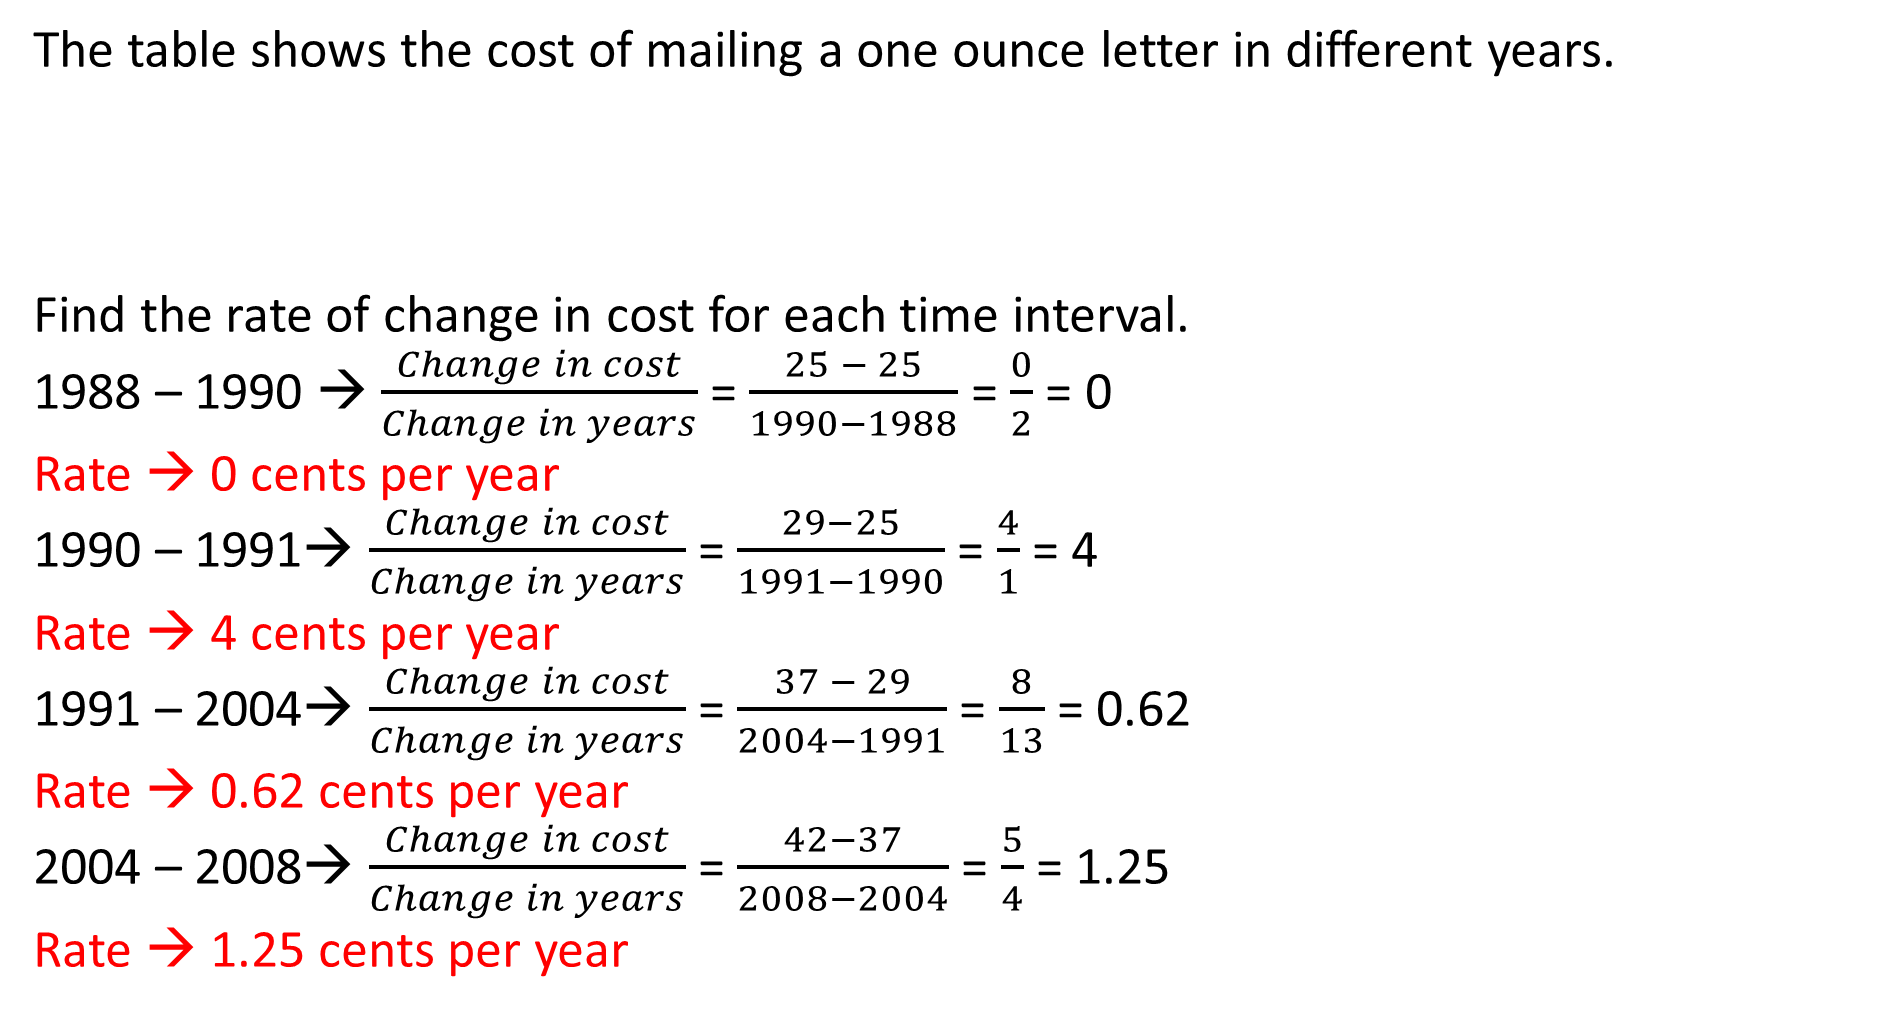 The table shows the cost of mailing a one ounce letter in different years.
Find the rate of change in cost for each time interval.
1988 – 1990 → Change in cost / Change in years = 25 – 25 / 1990–1988 = 0/2 = 0
Rate → 0 cents per year
1990 – 1991→ Change in cost / Change in years = 29–25 / 1991–1990 = 4/1 = 4
Rate → 4 cents per year
1991 – 2004→ Change in cost / Change in years = 37 – 29 / 2004–1991 = 8/13 = 0.62
Rate → 0.62 cents per year
2004 – 2008→ Change in cost / Change in years = 42–37 / 2008–2004 = 5/4 = 1.25
Rate → 1.25 cents per year